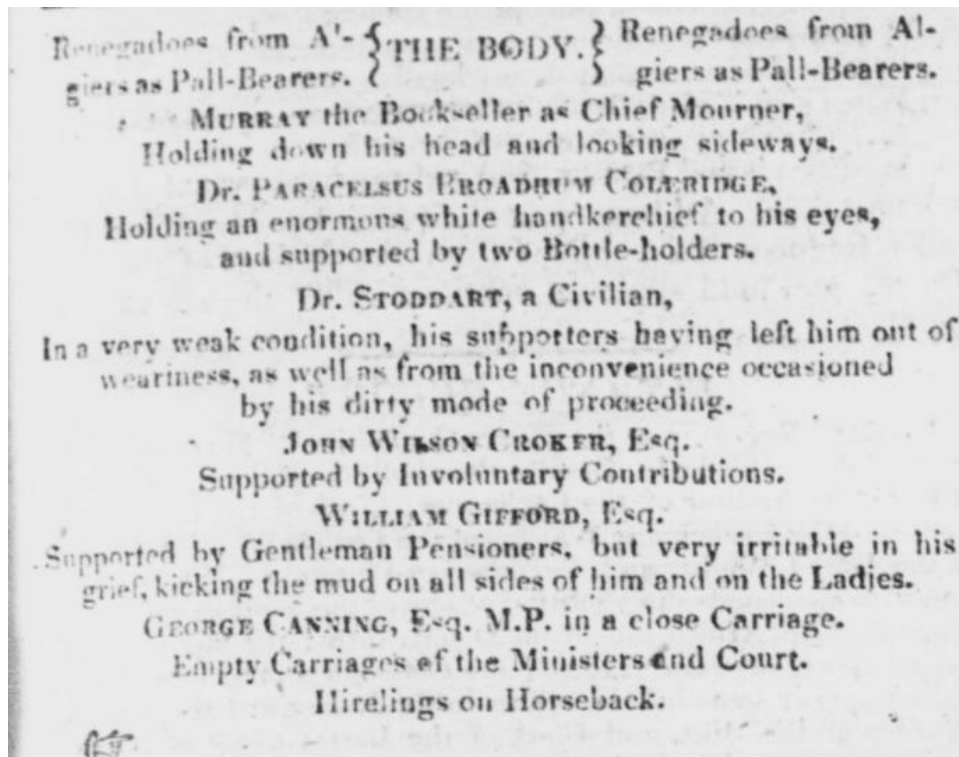 Renegadoes from Al- { THE BODY. } Renegadoes from Al-
giers as Pall-Bearers. giers as Pall-Bearers.
MURRAY the Bookseller as Chief Mourner,
Holding down his head and looking sideways.
Dr. PARACELSUS BROADHUM COLERIDGE,
Holding an enormous white handkerchief to his eyes,
and supported by two Bottle-holders.
Dr. STODDART, a Civilian,
In a very weak condition, his supporters having left him out of
weariness, as well as from the inconvenience occasioned
by his dirty mode of proceeding.
JOHN WILSON CROKER, Esq.
Supported by Involuntary Contributions.
WILLIAM GIFFORD, Esq.
Supported by Gentleman Pensioners, but very irritable in his
grief, kicking the mud on all sides of him and on the Ladies.
GEORGE CANNING, Esq. M.P. in a close Carriage.
Empty Carriages of the Ministers and Court.
Hirelings on Horseback.